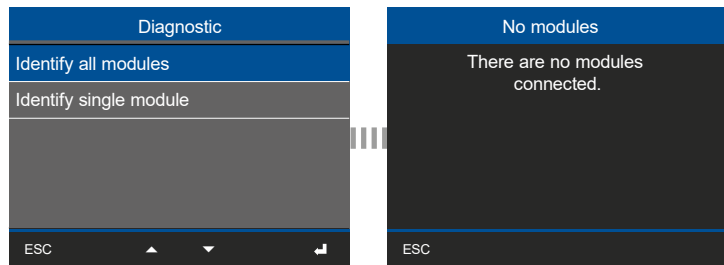 Diagnostic
Identify all modules
Identify single module
ESC
No modules
There are no modules
connected.
ESC